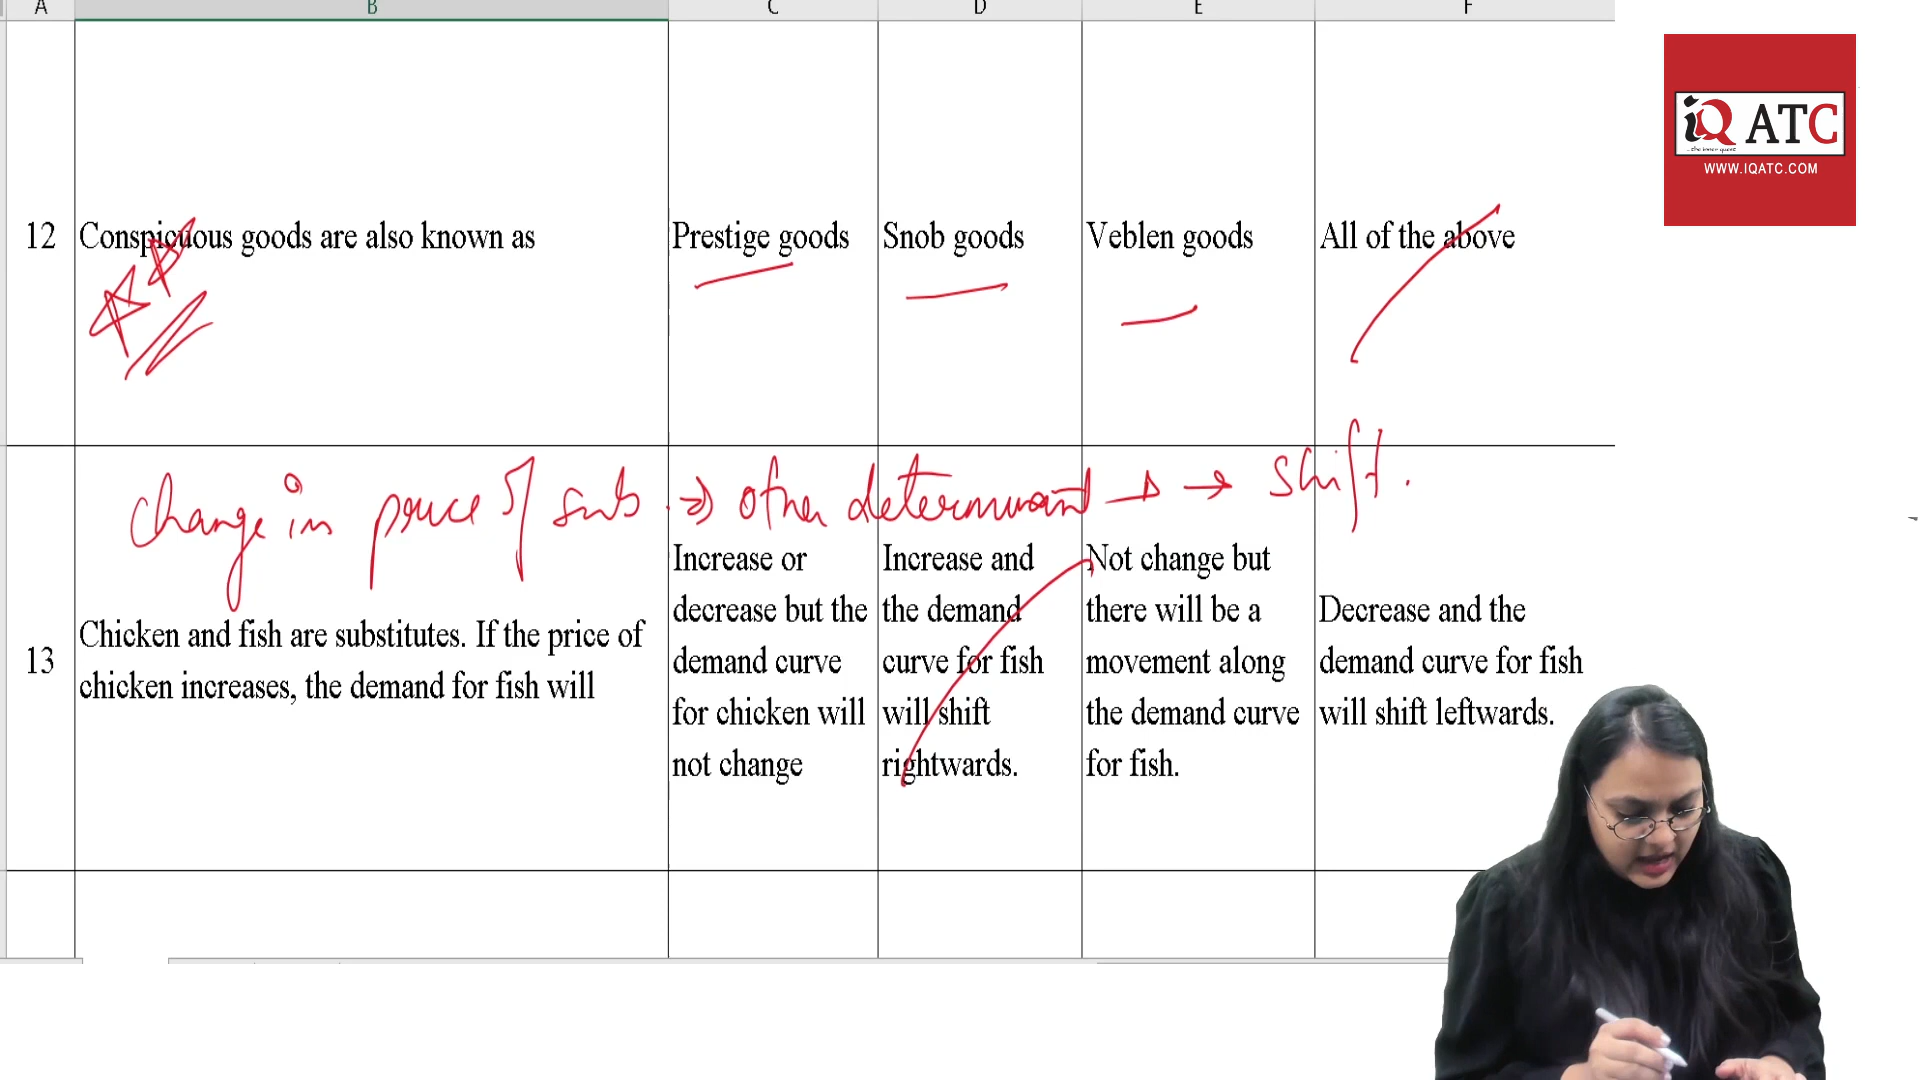 A B C D E F
iQ ATC
...the inner quest
WWW.IQATC.COM
12 Conspicuous goods are also known as Prestige goods Snob goods Veblen goods All of the above
change in price of sub. ⇒ other determinant → → shift.
13
Chicken and fish are substitutes. If the price of
chicken increases, the demand for fish will
Increase or
decrease but the
demand curve
for chicken will
not change
Increase and
the demand
curve for fish
will shift
rightwards.
Not change but
there will be a
movement along
the demand curve
for fish.
Decrease and the
demand curve for fish
will shift leftwards.